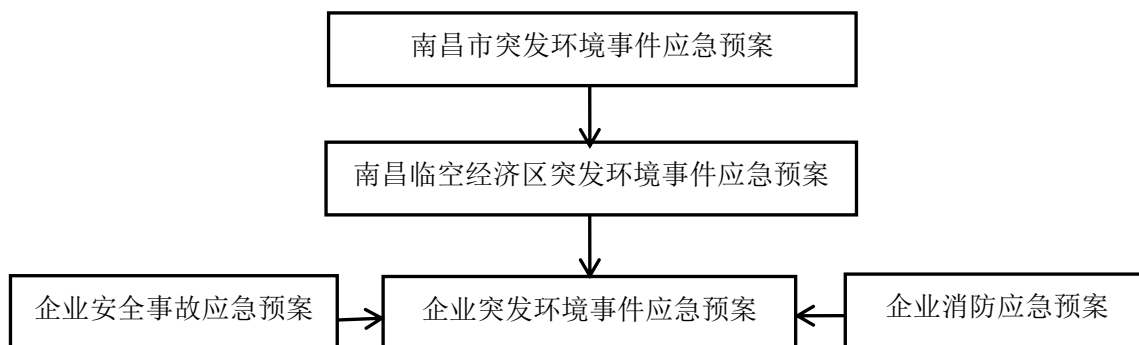 南昌市突发环境事件应急预案
南昌临空经济区突发环境事件应急预案
企业安全事故应急预案
企业突发环境事件应急预案
企业消防应急预案